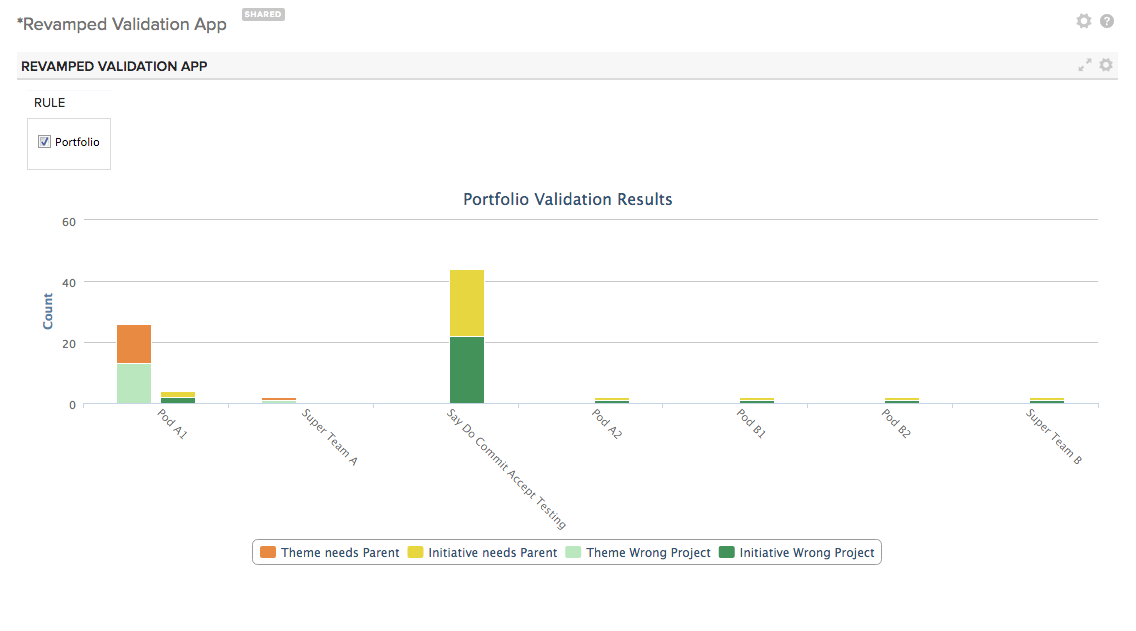 *Revamped Validation App
SHARED
?
REVAMPED VALIDATION APP
RULE
Portfolio
Portfolio Validation Results
Count
60
40
20
0
Pod A1
Super Team A
Say Do Commit Accept Testing
Pod A2
Pod B1
Pod B2
Super Team B
Theme needs Parent
Initiative needs Parent
Theme Wrong Project
Initiative Wrong Project